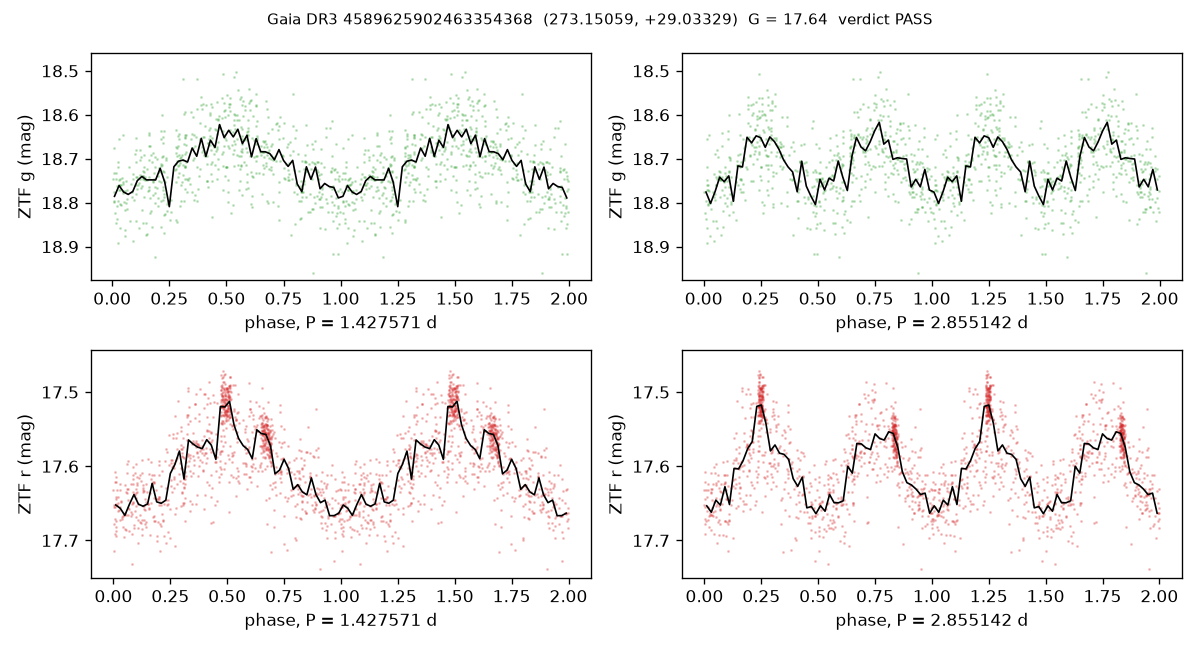 Gaia DR3 4589625902463354368 (273.15059, +29.03329) G = 17.64 verdict PASS
ZTF g (mag)
18.5
18.6
18.7
18.8
18.9
0.00 0.25 0.50 0.75 1.00 1.25 1.50 1.75 2.00
phase, P = 1.427571 d
ZTF g (mag)
18.5
18.6
18.7
18.8
18.9
0.00 0.25 0.50 0.75 1.00 1.25 1.50 1.75 2.00
phase, P = 2.855142 d
ZTF r (mag)
17.5
17.6
17.7
0.00 0.25 0.50 0.75 1.00 1.25 1.50 1.75 2.00
phase, P = 1.427571 d
ZTF r (mag)
17.5
17.6
17.7
0.00 0.25 0.50 0.75 1.00 1.25 1.50 1.75 2.00
phase, P = 2.855142 d